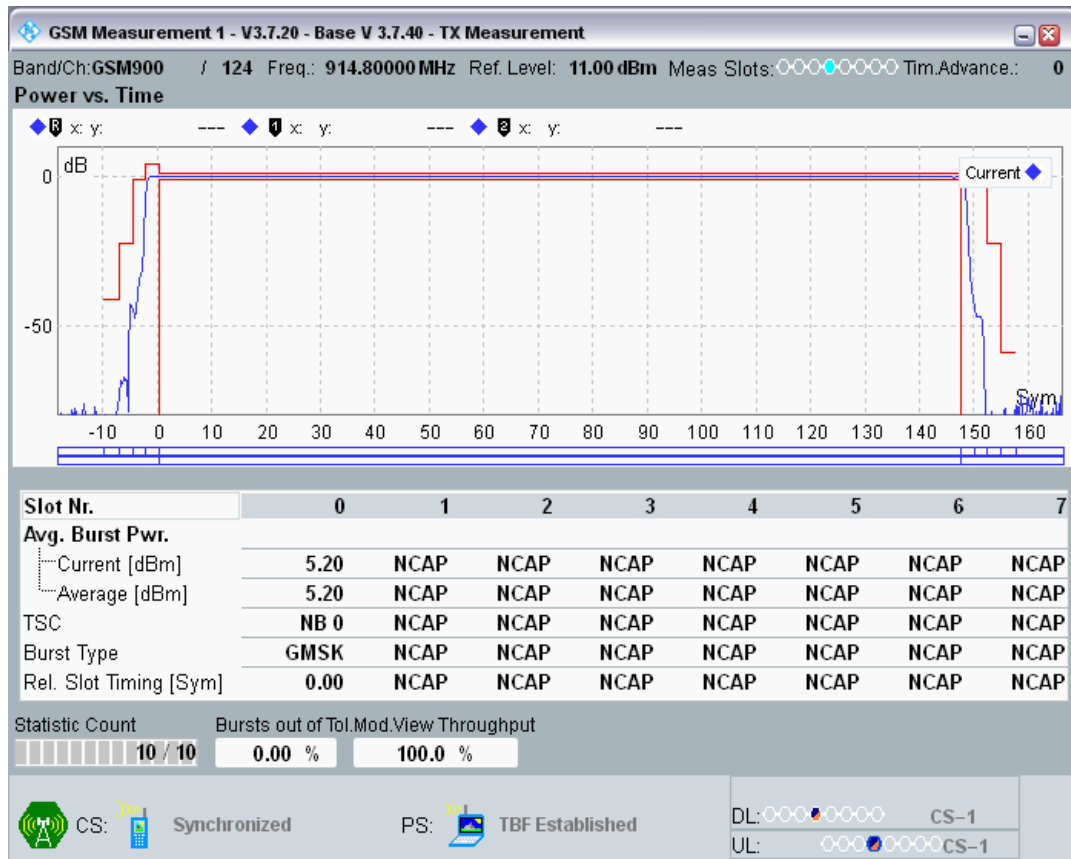 GSM Measurement 1 - V3.7.20 - Base V 3.7.40 - TX Measurement
Band/Ch:GSM900 / 124 Freq.: 914.80000 MHz Ref. Level: 11.00 dBm Meas Slots: Tim.Advance.: 0
Power vs. Time
R x: y: --- 1 x: y: --- 2 x: y: ---
dB
0
Current
-50
Sym
-10 0 10 20 30 40 50 60 70 80 90 100 110 120 130 140 150 160
Slot Nr. 0 1 2 3 4 5 6 7
Avg. Burst Pwr.
Current [dBm] 5.20 NCAP NCAP NCAP NCAP NCAP NCAP NCAP
Average [dBm] 5.20 NCAP NCAP NCAP NCAP NCAP NCAP NCAP
TSC NB 0 NCAP NCAP NCAP NCAP NCAP NCAP NCAP
Burst Type GMSK NCAP NCAP NCAP NCAP NCAP NCAP NCAP
Rel. Slot Timing [Sym] 0.00 NCAP NCAP NCAP NCAP NCAP NCAP NCAP
Statistic Count Bursts out of Tol. Mod.View Throughput
10 / 10 0.00 % 100.0 %
CS: Synchronized PS: TBF Established
DL: CS-1
UL: CS-1